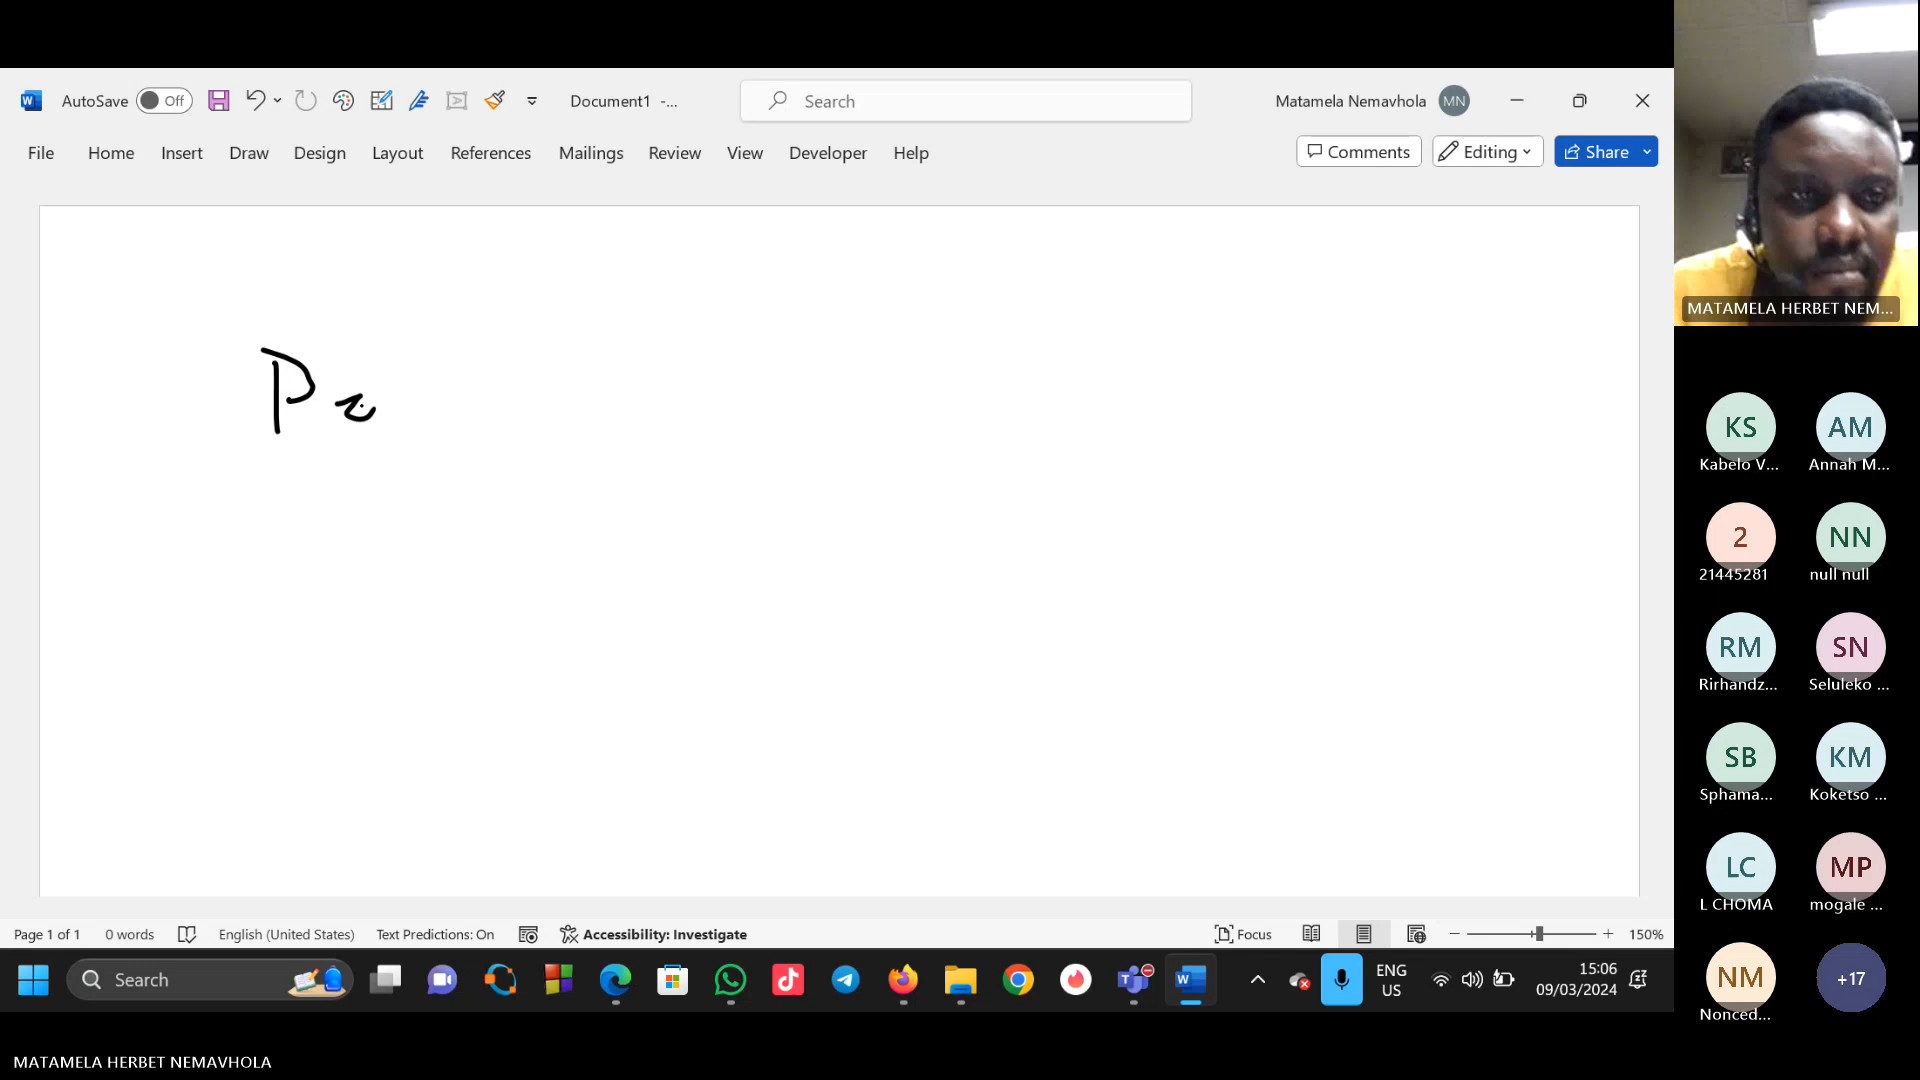 AutoSave Off Document1 -... Search Matamela Nemavhola MN
File Home Insert Draw Design Layout References Mailings Review View Developer Help Comments Editing Share
P
MATAMELA HERBET NEM...
KS AM
Kabelo V... Annah M...
2 NN
21445281 null null
RM SN
Rirhandz... Seluleko ...
SB KM
Sphama... Koketso ...
LC MP
L CHOMA mogale ...
NM +17
Nonced...
Page 1 of 1 0 words English (United States) Text Predictions: On Accessibility: Investigate Focus 150%
Search ENG US 15:06 09/03/2024
MATAMELA HERBET NEMAVHOLA